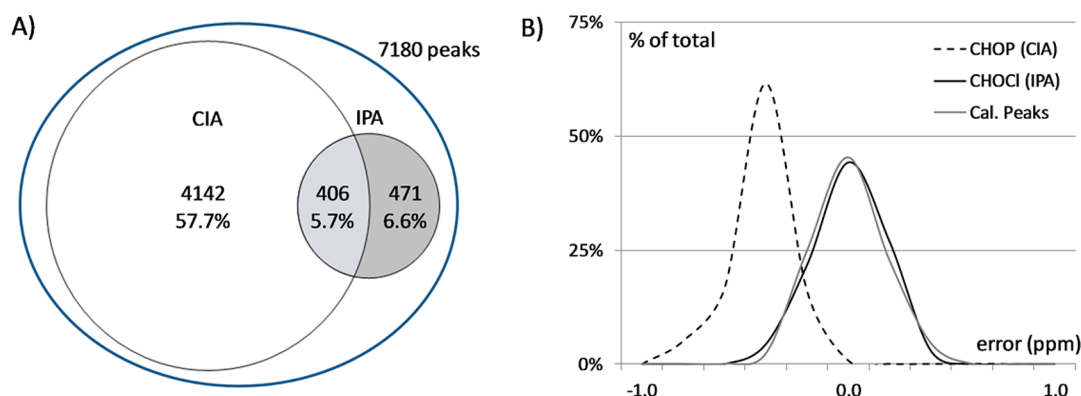 A)
7180 peaks
CIA
IPA
4142
57.7%
406
5.7%
471
6.6%
B)
75%
% of total
CHOP (CIA)
CHOCl (IPA)
Cal. Peaks
50%
25%
0%
error (ppm)
-1.0
0.0
1.0